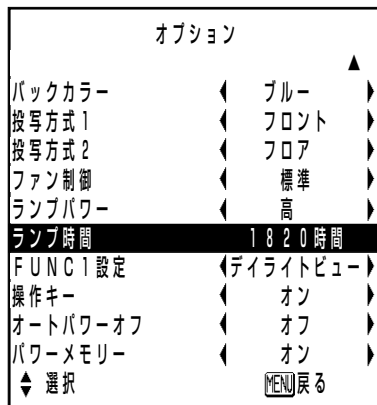 オプション
▲
バックカラー ◀ ブルー ▶
投写方式1 ◀ フロント ▶
投写方式2 ◀ フロア ▶
ファン制御 ◀ 標準 ▶
ランプパワー ◀ 高 ▶
ランプ時間 1820時間
FUNC1設定 ◀デイライトビュー▶
操作キー ◀ オン ▶
オートパワーオフ ◀ オフ ▶
パワーメモリー ◀ オン ▶
▲▼ 選択 MENU戻る